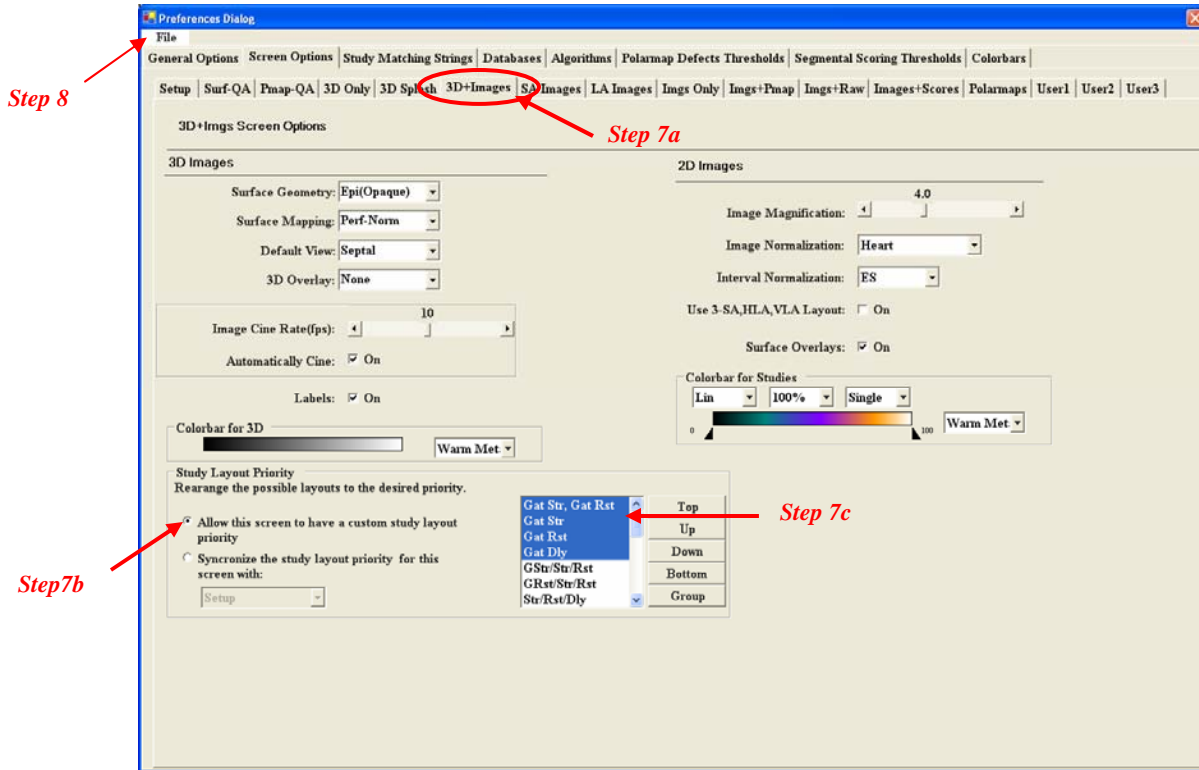 Preferences Dialog
File
General Options Screen Options Study Matching Strings Databases Algorithms Polarmap Defects Thresholds Segmental Scoring Thresholds Colorbars
Step 8
Setup Surf-QA Pmap-QA 3D Only 3D Splash 3D+Images SA Images LA Images Imgs Only Imgs+Pmap Imgs+Raw Images+Scores Polarmaps User1 User2 User3
Step 7a
3D+Imgs Screen Options
3D Images
Surface Geometry: Epi(Opaque)
Surface Mapping: Perf-Norm
Default View: Septal
3D Overlay: None
10
Image Cine Rate(fps):
Automatically Cine: On
Labels: On
Colorbar for 3D
Warm Met
2D Images
4.0
Image Magnification:
Image Normalization: Heart
Interval Normalization: ES
Use 3-SA,HLA,VLA Layout: On
Surface Overlays: On
Colorbar for Studies
Lin 100% Single
0 100 Warm Met
Study Layout Priority
Rearrange the possible layouts to the desired priority.
Allow this screen to have a custom study layout
priority
Syncronize the study layout priority for this
screen with:
Setup
Gat Str, Gat Rst
Gat Str
Gat Rst
Gat Dly
GStr/Str/Rst
GRst/Str/Rst
Str/Rst/Dly
Top
Up
Down
Bottom
Group
Step 7c
Step7b